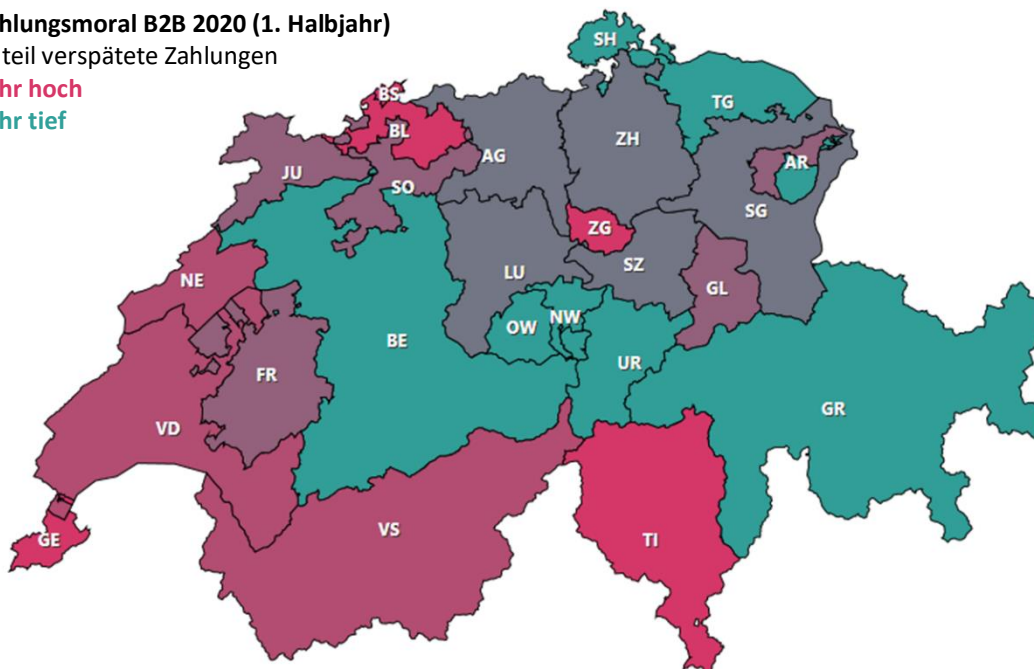 hlungsmoral B2B 2020 (1. Halbjahr)
teil verspätete Zahlungen
hr hoch
hr tief
SH
BS
TG
BL
ZH
AG
AR
JU
SO
SG
ZG
SZ
LU
NE
GL
NW
OW
BE
UR
FR
GR
VD
VS
GE
TI